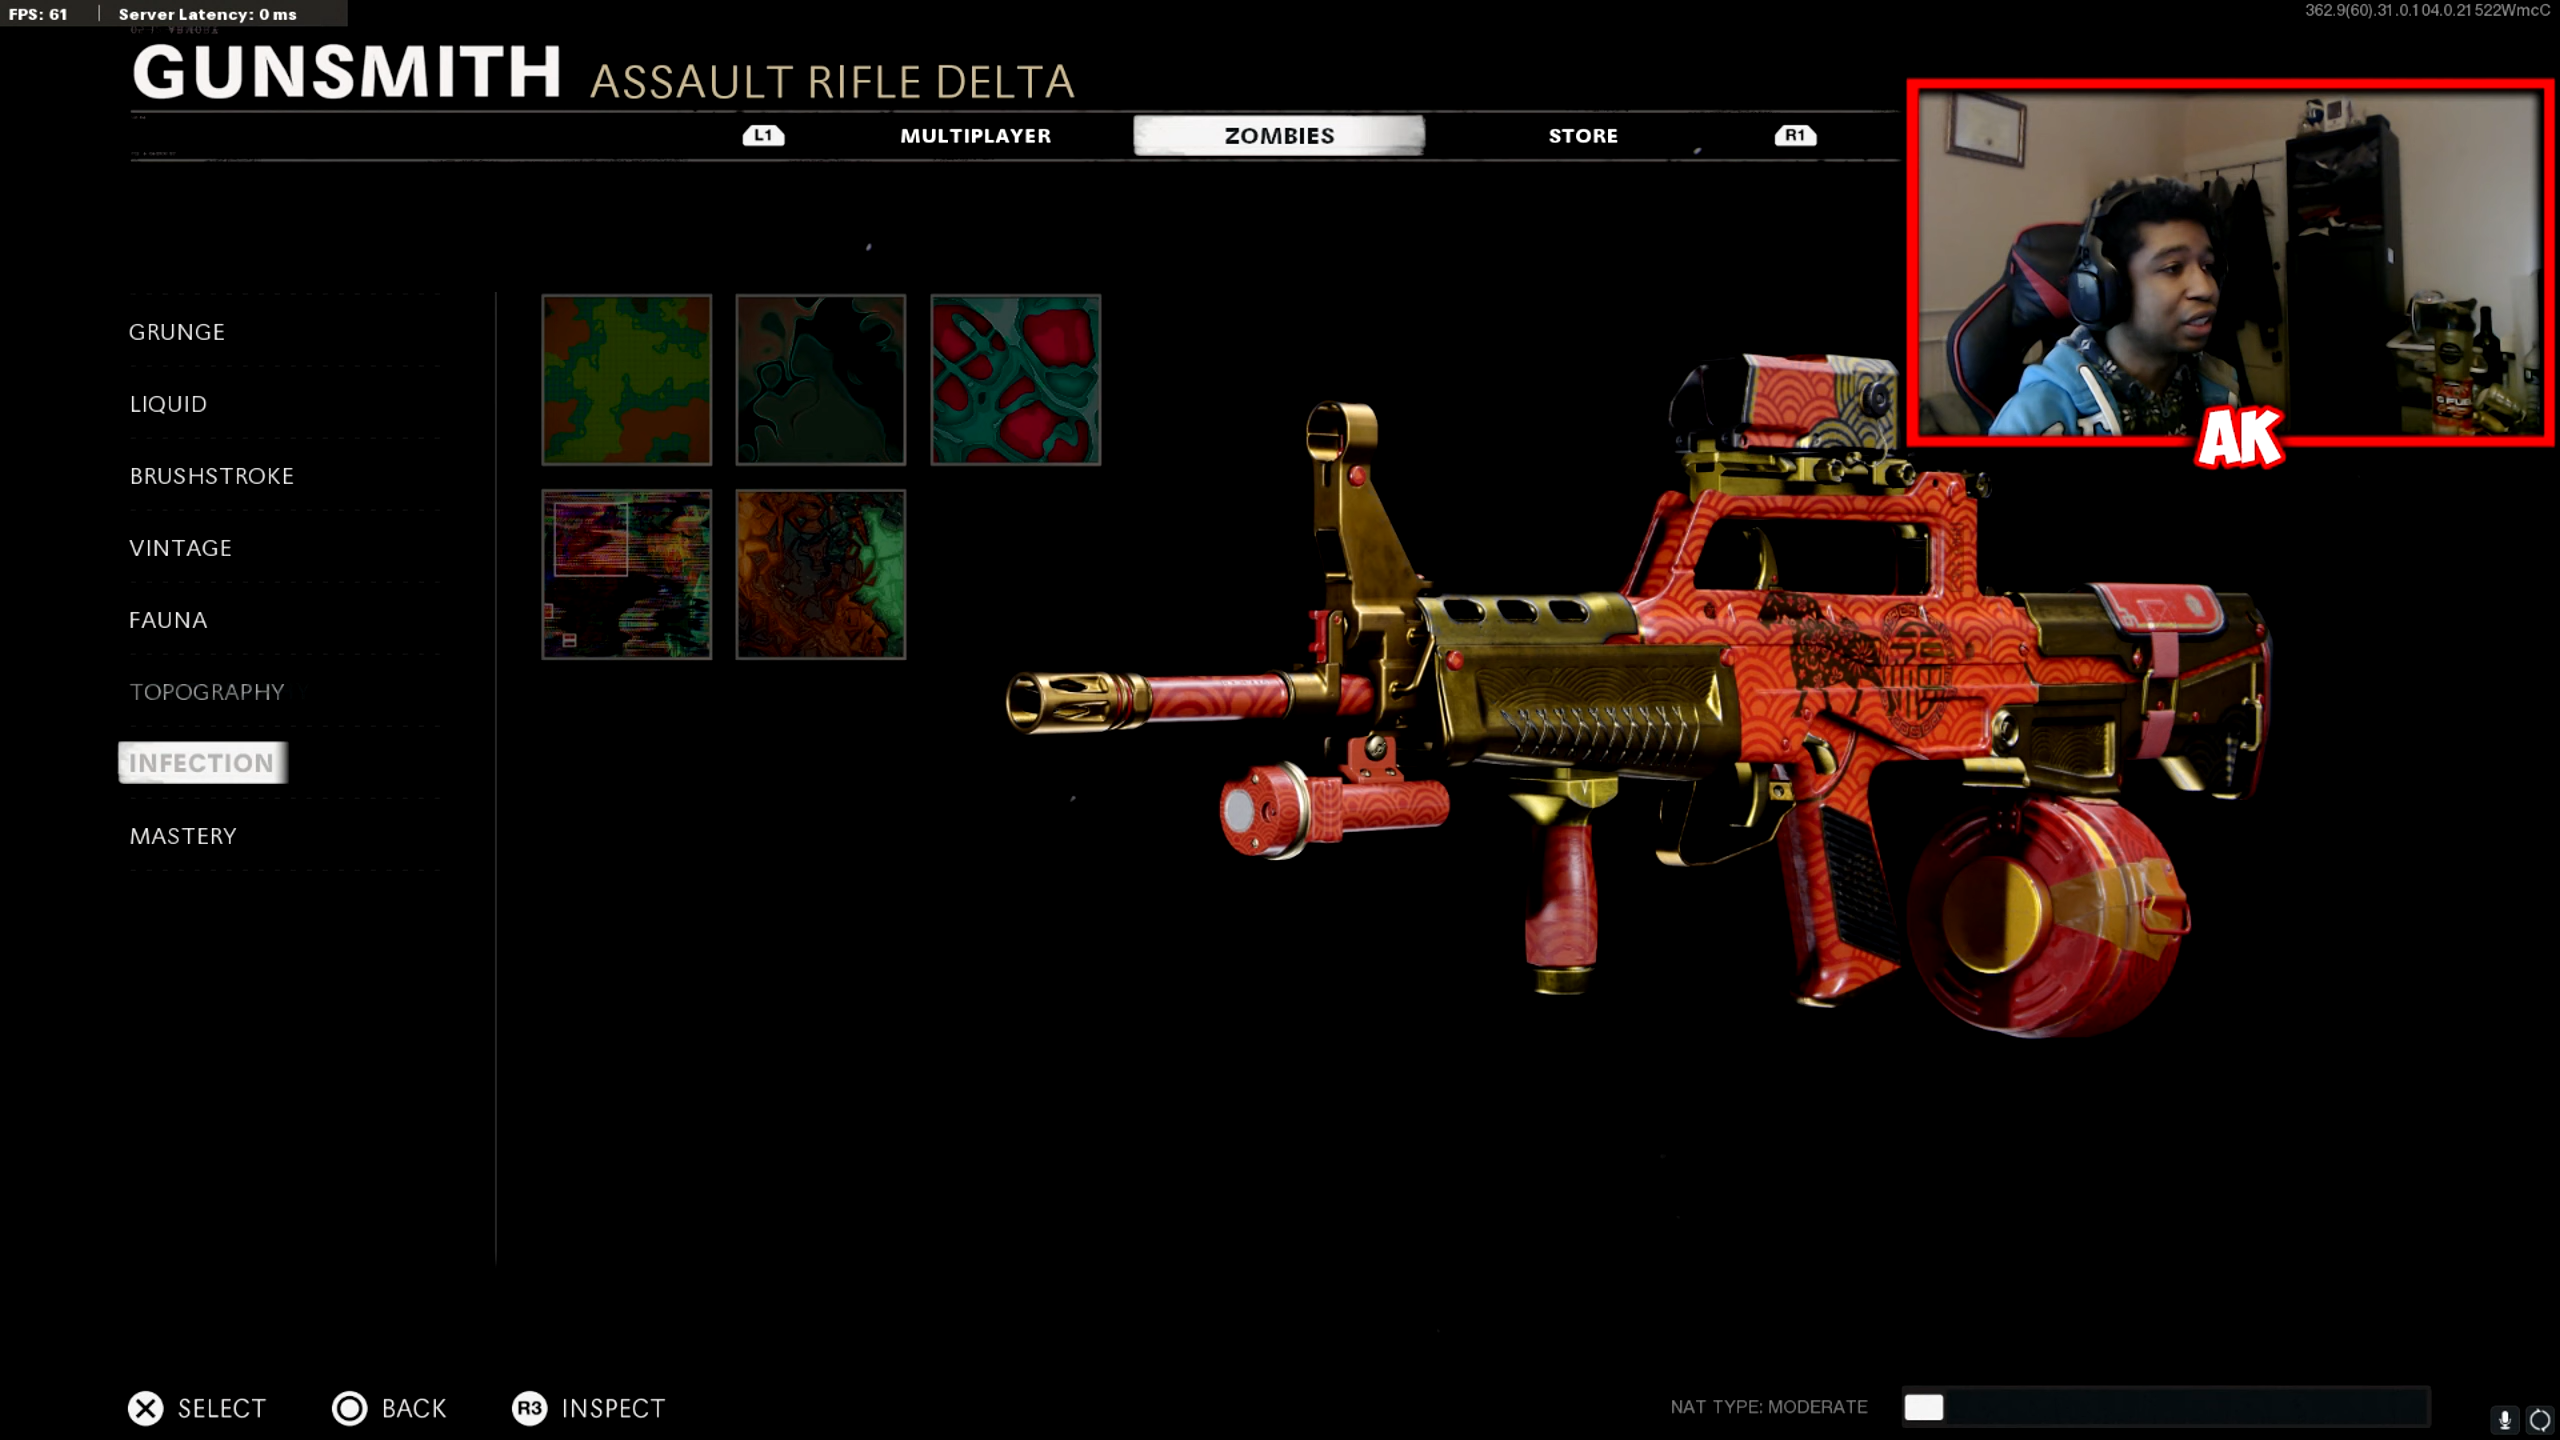 FPS: 61 | Server Latency: 0 ms
362.9(60).31.0.104.0.21522WmcC
GUNSMITH ASSAULT RIFLE DELTA
L1 MULTIPLAYER ZOMBIES STORE R1
GRUNGE
LIQUID
BRUSHSTROKE
VINTAGE
FAUNA
TOPOGRAPHY
INFECTION
MASTERY
AK
SELECT
BACK
R3 INSPECT
NAT TYPE: MODERATE